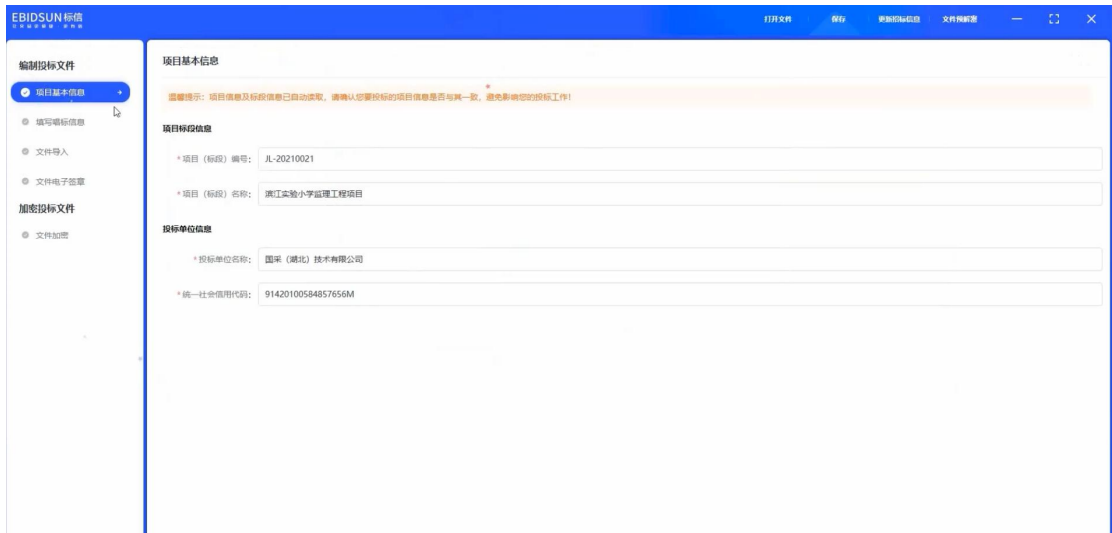 EBIDSUN标信
打开文件 保存 更新招标信息 文件预解密
编制投标文件
项目基本信息
填写唱标信息
文件导入
文件电子签章
加密投标文件
文件加密
项目基本信息
温馨提示：项目信息及标段信息已自动读取，请确认您要投标的项目信息是否与其一致，避免影响您的投标工作！
项目标段信息
*项目（标段）编号： JL-20210021
*项目（标段）名称： 滨江实验小学监理工程项目
投标单位信息
*投标单位名称： 国采（湖北）技术有限公司
*统一社会信用代码： 91420100584857656M